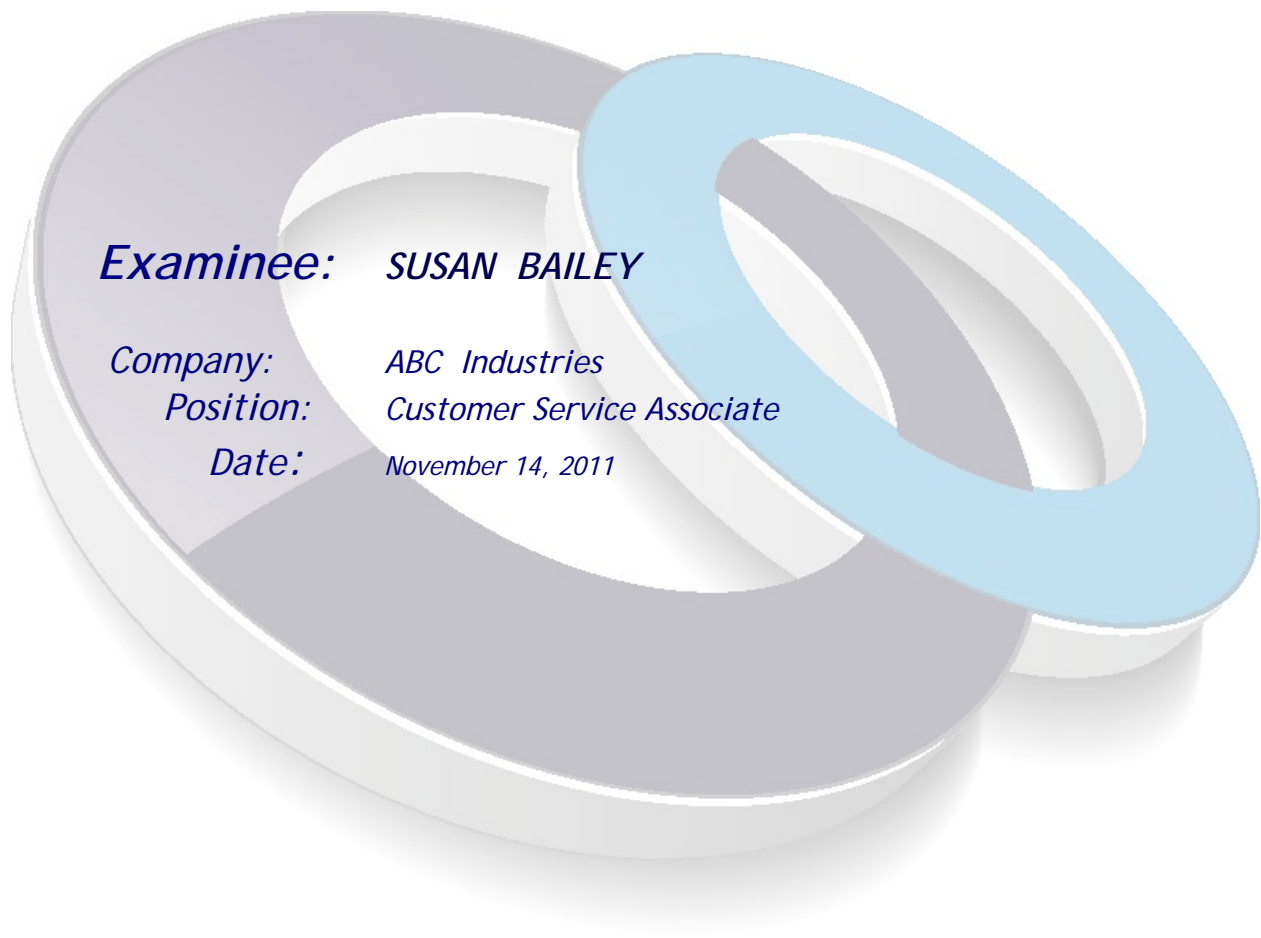 Examinee: SUSAN BAILEY
Company: ABC Industries
Position: Customer Service Associate
Date: November 14, 2011